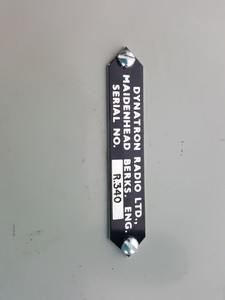 DYNATRON RADIO LTD.,
MAIDENHEAD BERKS. ENG.
SERIAL NO. R.340